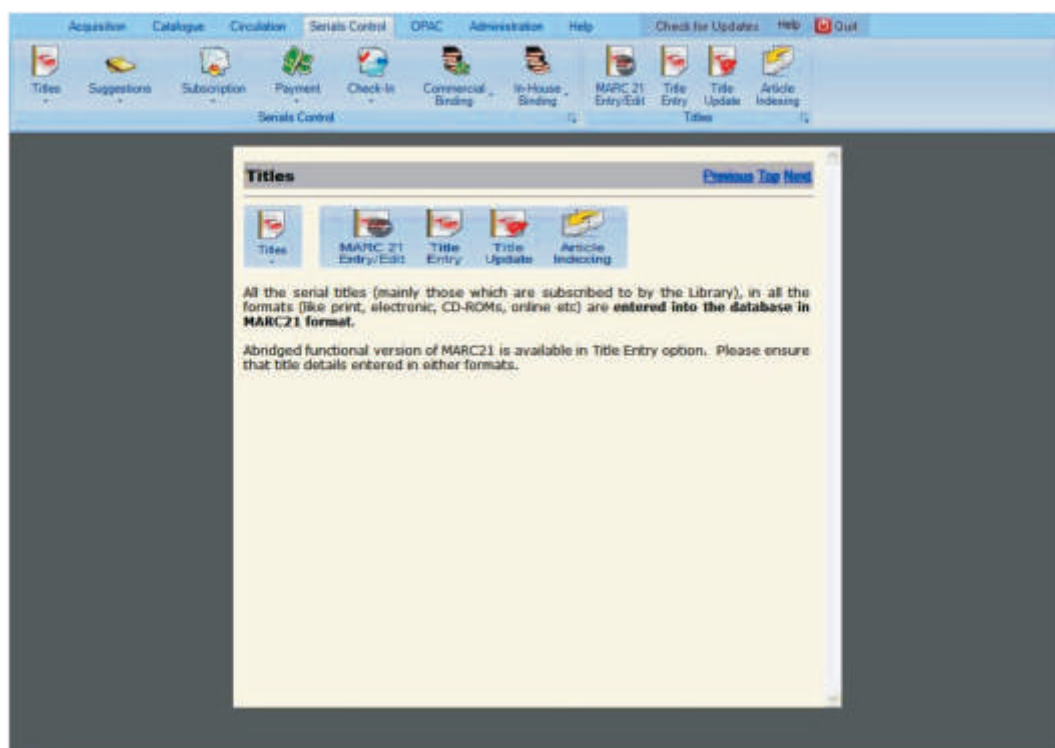 Acquisition Catalogue Circulation Serials Control OPAC Administration Help Check for Updates Help Quit
Titles Suggestions Subscription Payment Check-In Commercial Binding In-House Binding MARC 21 Entry/Edit Title Entry Title Update Article Indexing
Serials Control Titles
Titles Previous Top Next
Titles MARC 21 Entry/Edit Title Entry Title Update Article Indexing
All the serial titles (mainly those which are subscribed to by the Library), in all the
formats (like print, electronic, CD-ROMs, online etc) are entered into the database in
MARC21 format.
Abridged functional version of MARC21 is available in Title Entry option. Please ensure
that title details entered in either formats.